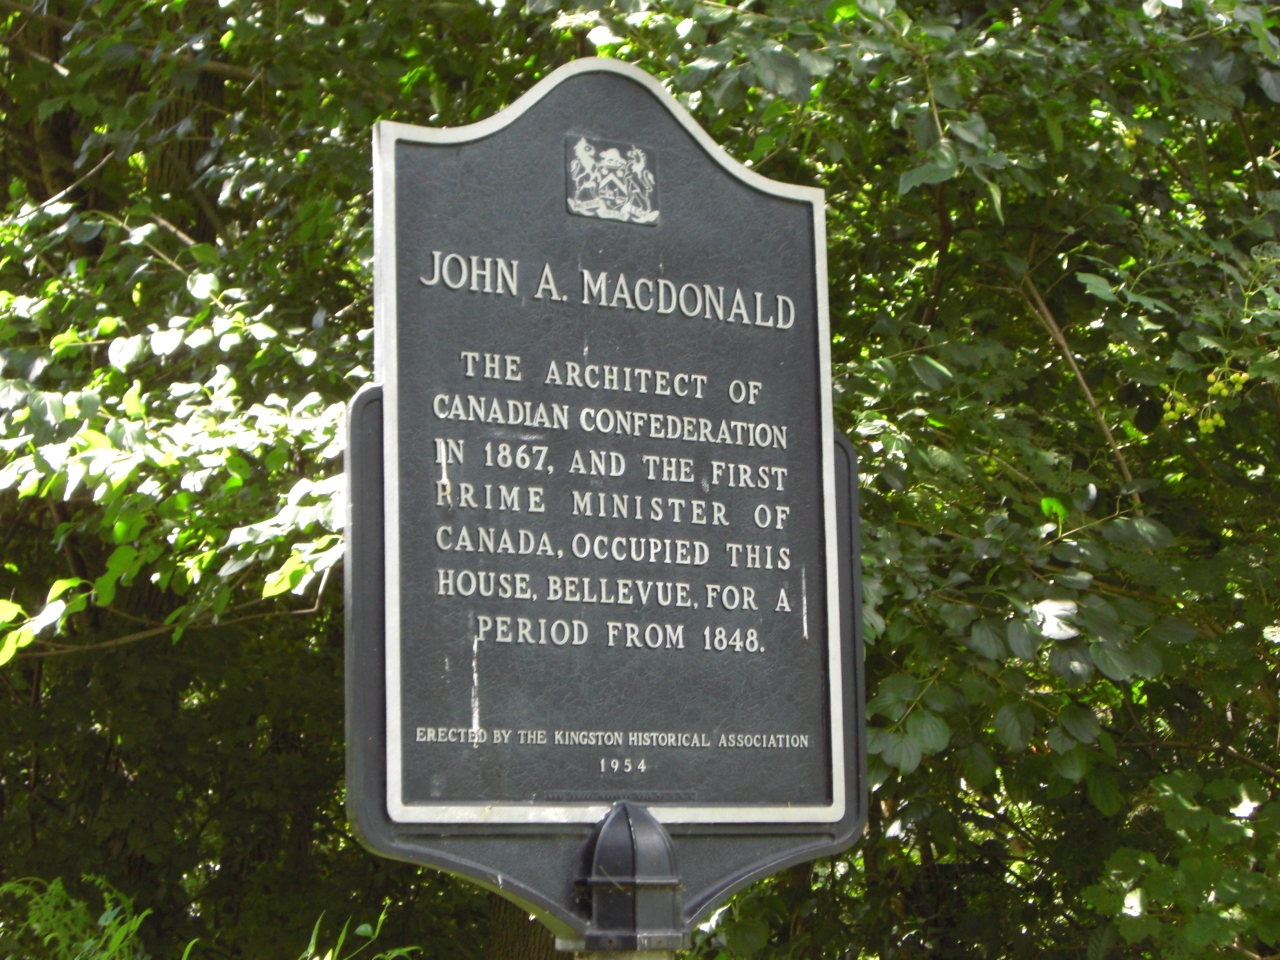 JOHN A. MACDONALD
THE ARCHITECT OF
CANADIAN CONFEDERATION
IN 1867, AND THE FIRST
PRIME MINISTER OF
CANADA, OCCUPIED THIS
HOUSE, BELLEVUE, FOR A
PERIOD FROM 1848.
ERECTED BY THE KINGSTON HISTORICAL ASSOCIATION
1954